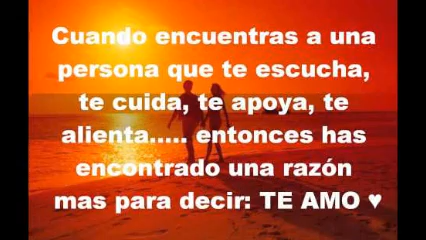 Cuando encuentras a una
persona que te escucha,
te cuida, te apoya, te
alienta..... entonces has
encontrado una razón
mas para decir: TE AMO ♥